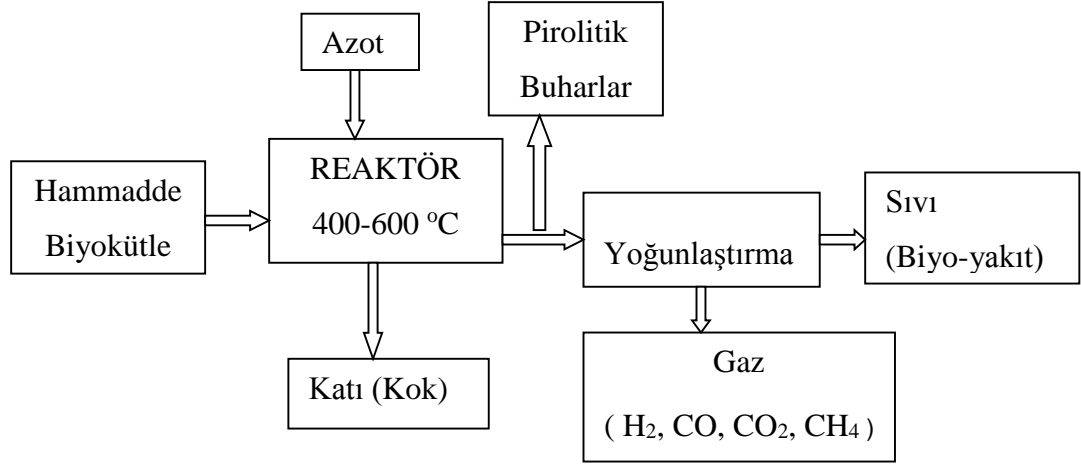 Azot
Pirolitik
Buharlar
Hammadde
Biyokütle
REAKTÖR
400-600 ºC
Yoğunlaştırma
Sıvı
(Biyo-yakıt)
Katı (Kok)
Gaz
( H₂, CO, CO₂, CH₄ )